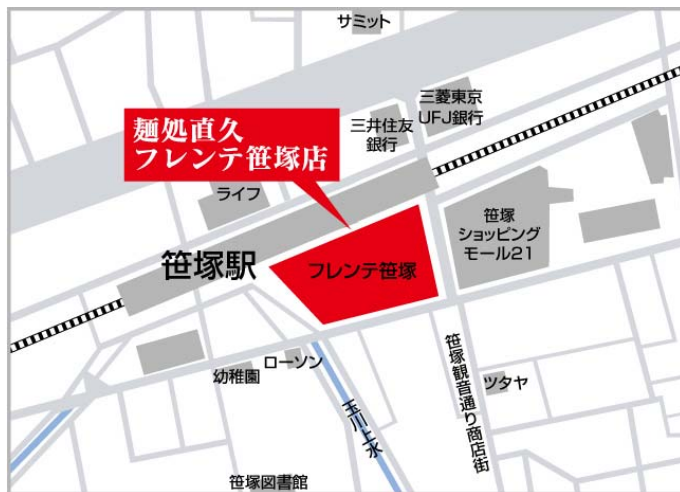 サミット
三菱東京
UFJ銀行
三井住友
銀行
麺処直久
フレンテ笹塚店
ライフ
笹塚
ショッピング
モール21
笹塚駅
フレンテ笹塚
ローソン
幼稚園
ツタヤ
笹塚観音通り商店街
玉川上水
笹塚図書館